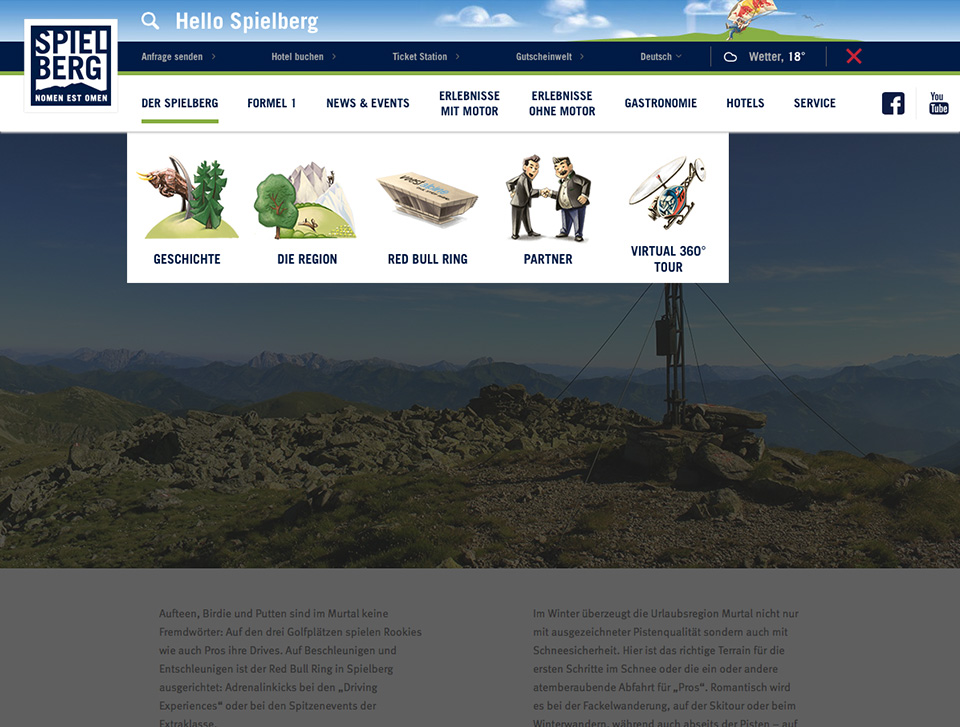 Hello Spielberg
SPIEL
BERG
NOMEN EST OMEN
Anfrage senden
Hotel buchen
Ticket Station
Gutscheinwelt
Deutsch
Wetter, 18°
DER SPIELBERG
FORMEL 1
NEWS & EVENTS
ERLEBNISSE
MIT MOTOR
ERLEBNISSE
OHNE MOTOR
GASTRONOMIE
HOTELS
SERVICE
You
Tube
GESCHICHTE
DIE REGION
RED BULL RING
PARTNER
VIRTUAL 360°
TOUR
Aufteen, Birdie und Putten sind im Murtal keine
Fremdwörter: Auf den drei Golfplätzen spielen Rookies
wie auch Pros ihre Drives. Auf Beschleunigen und
Entschleunigen ist der Red Bull Ring in Spielberg
ausgerichtet: Adrenalinkicks bei den „Driving
Experiences" oder bei den Spitzenevents der
Extraklasse.
Im Winter überzeugt die Urlaubsregion Murtal nicht nur
mit ausgezeichneter Pistenqualität sondern auch mit
Schneesicherheit. Hier ist das richtige Terrain für die
ersten Schritte im Schnee oder die ein oder andere
atemberaubende Abfahrt für „Pros". Romantisch wird
es bei der Fackelwanderung, auf der Skitour oder beim
Winterwandern, während auch abseits der Pisten – auf